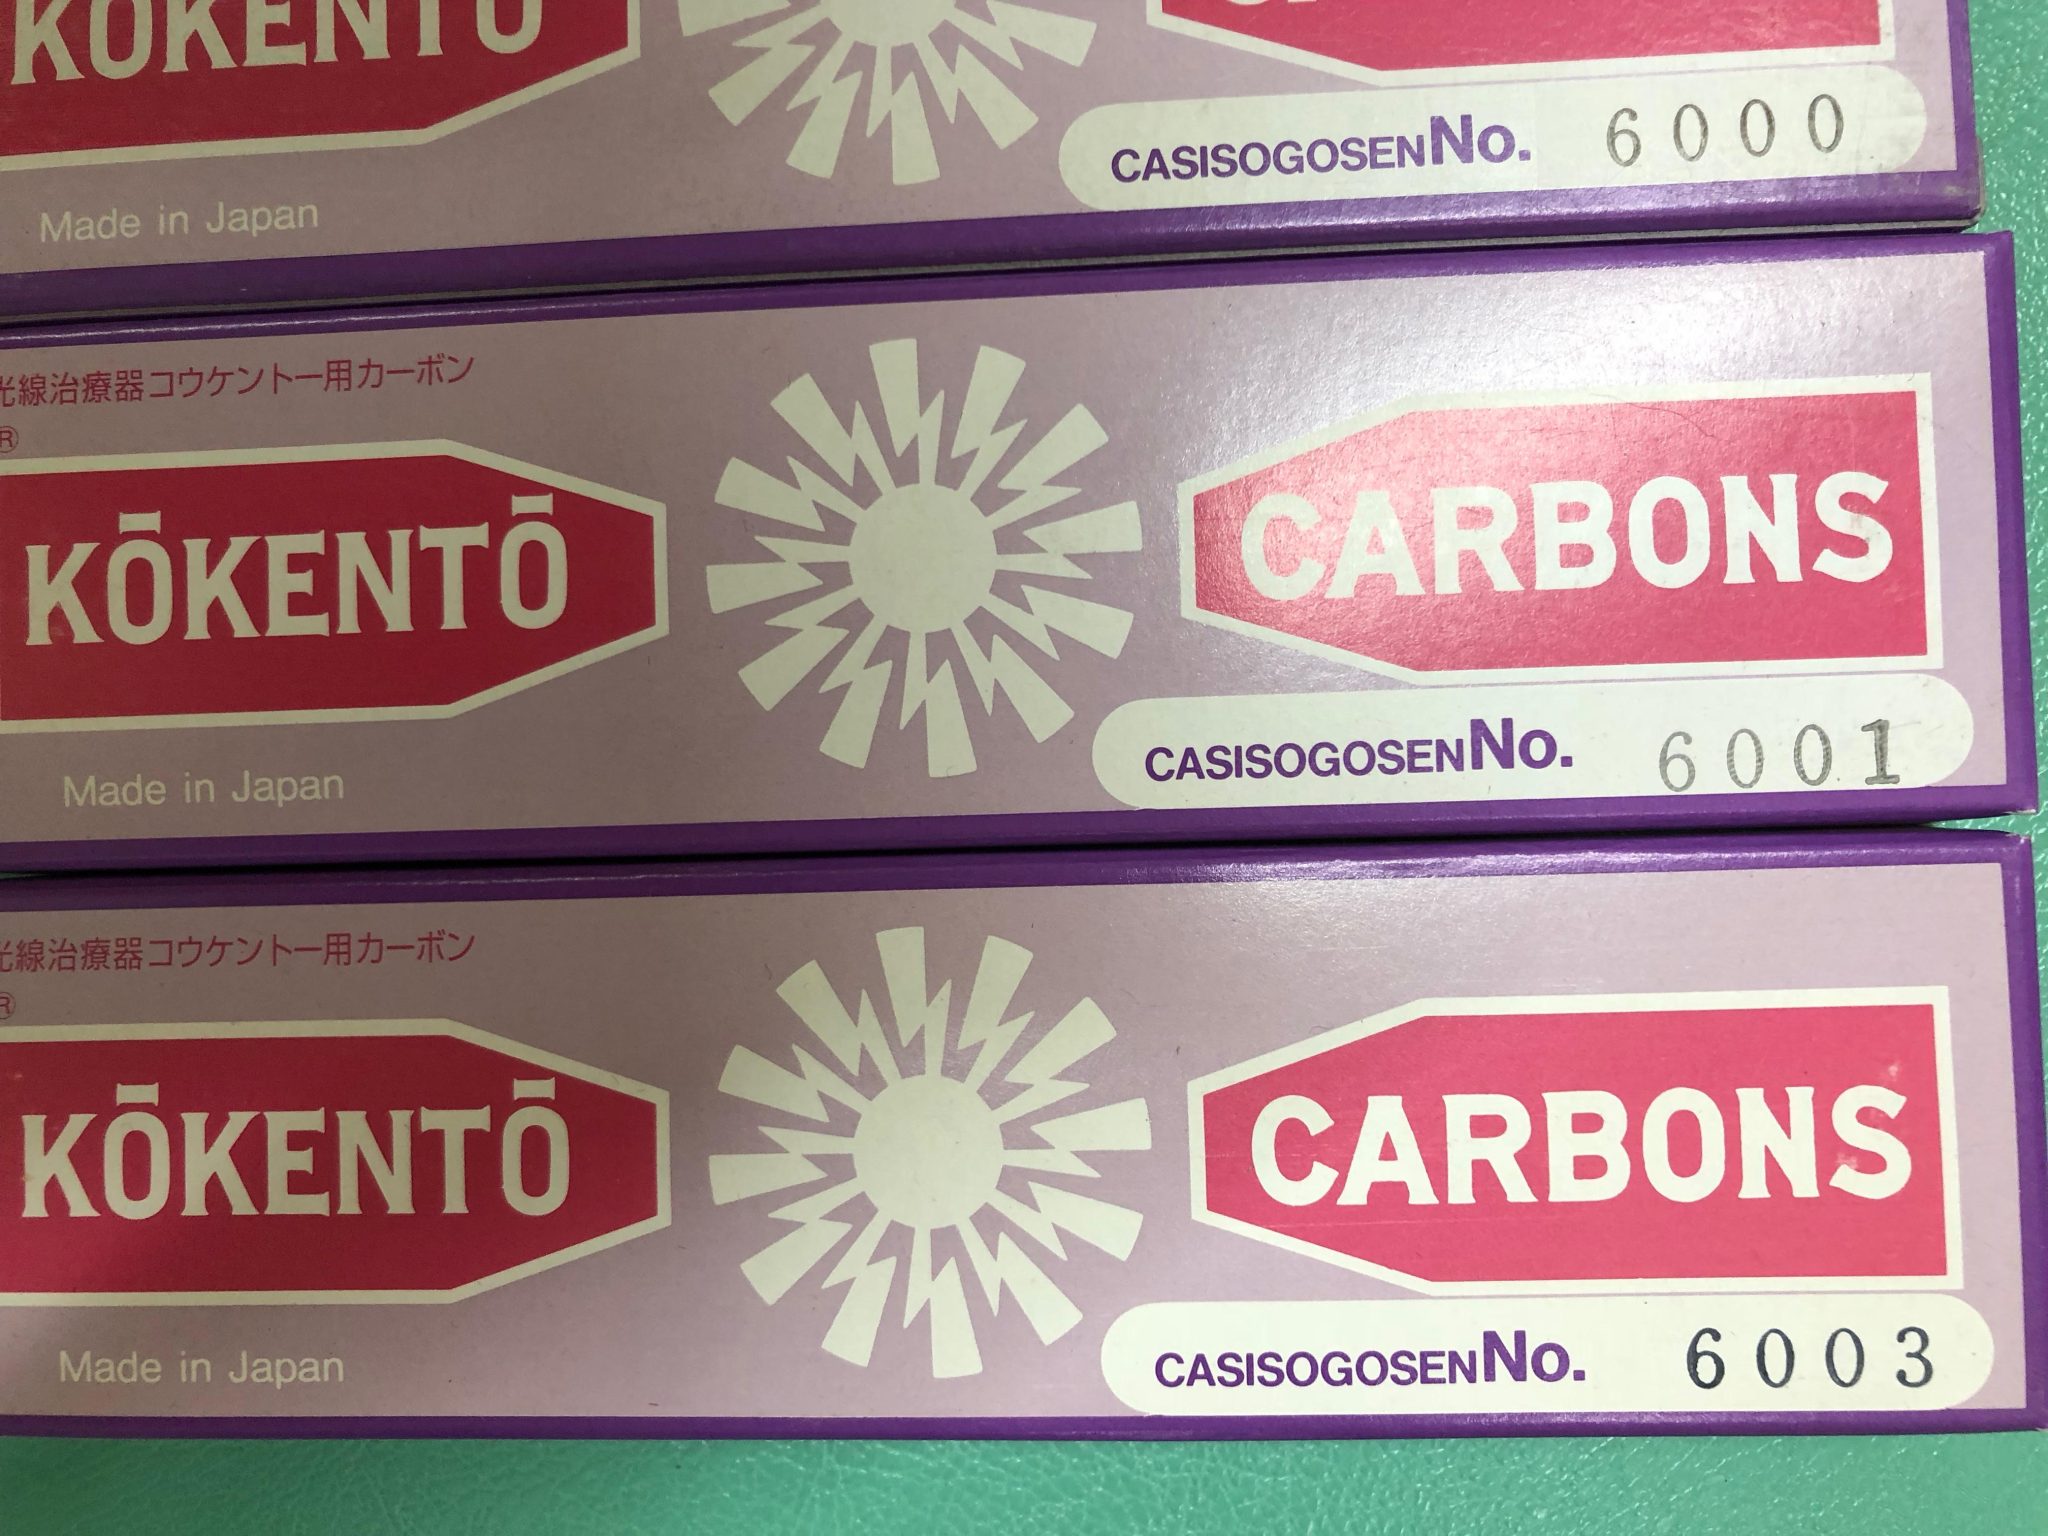 KŌKENTŌ
CASISOGOSEN No. 6000
Made in Japan
光線治療器コウケントー用カーボン
®
KŌKENTŌ
CARBONS
CASISOGOSEN No. 6001
Made in Japan
光線治療器コウケントー用カーボン
®
KŌKENTŌ
CARBONS
CASISOGOSEN No. 6003
Made in Japan